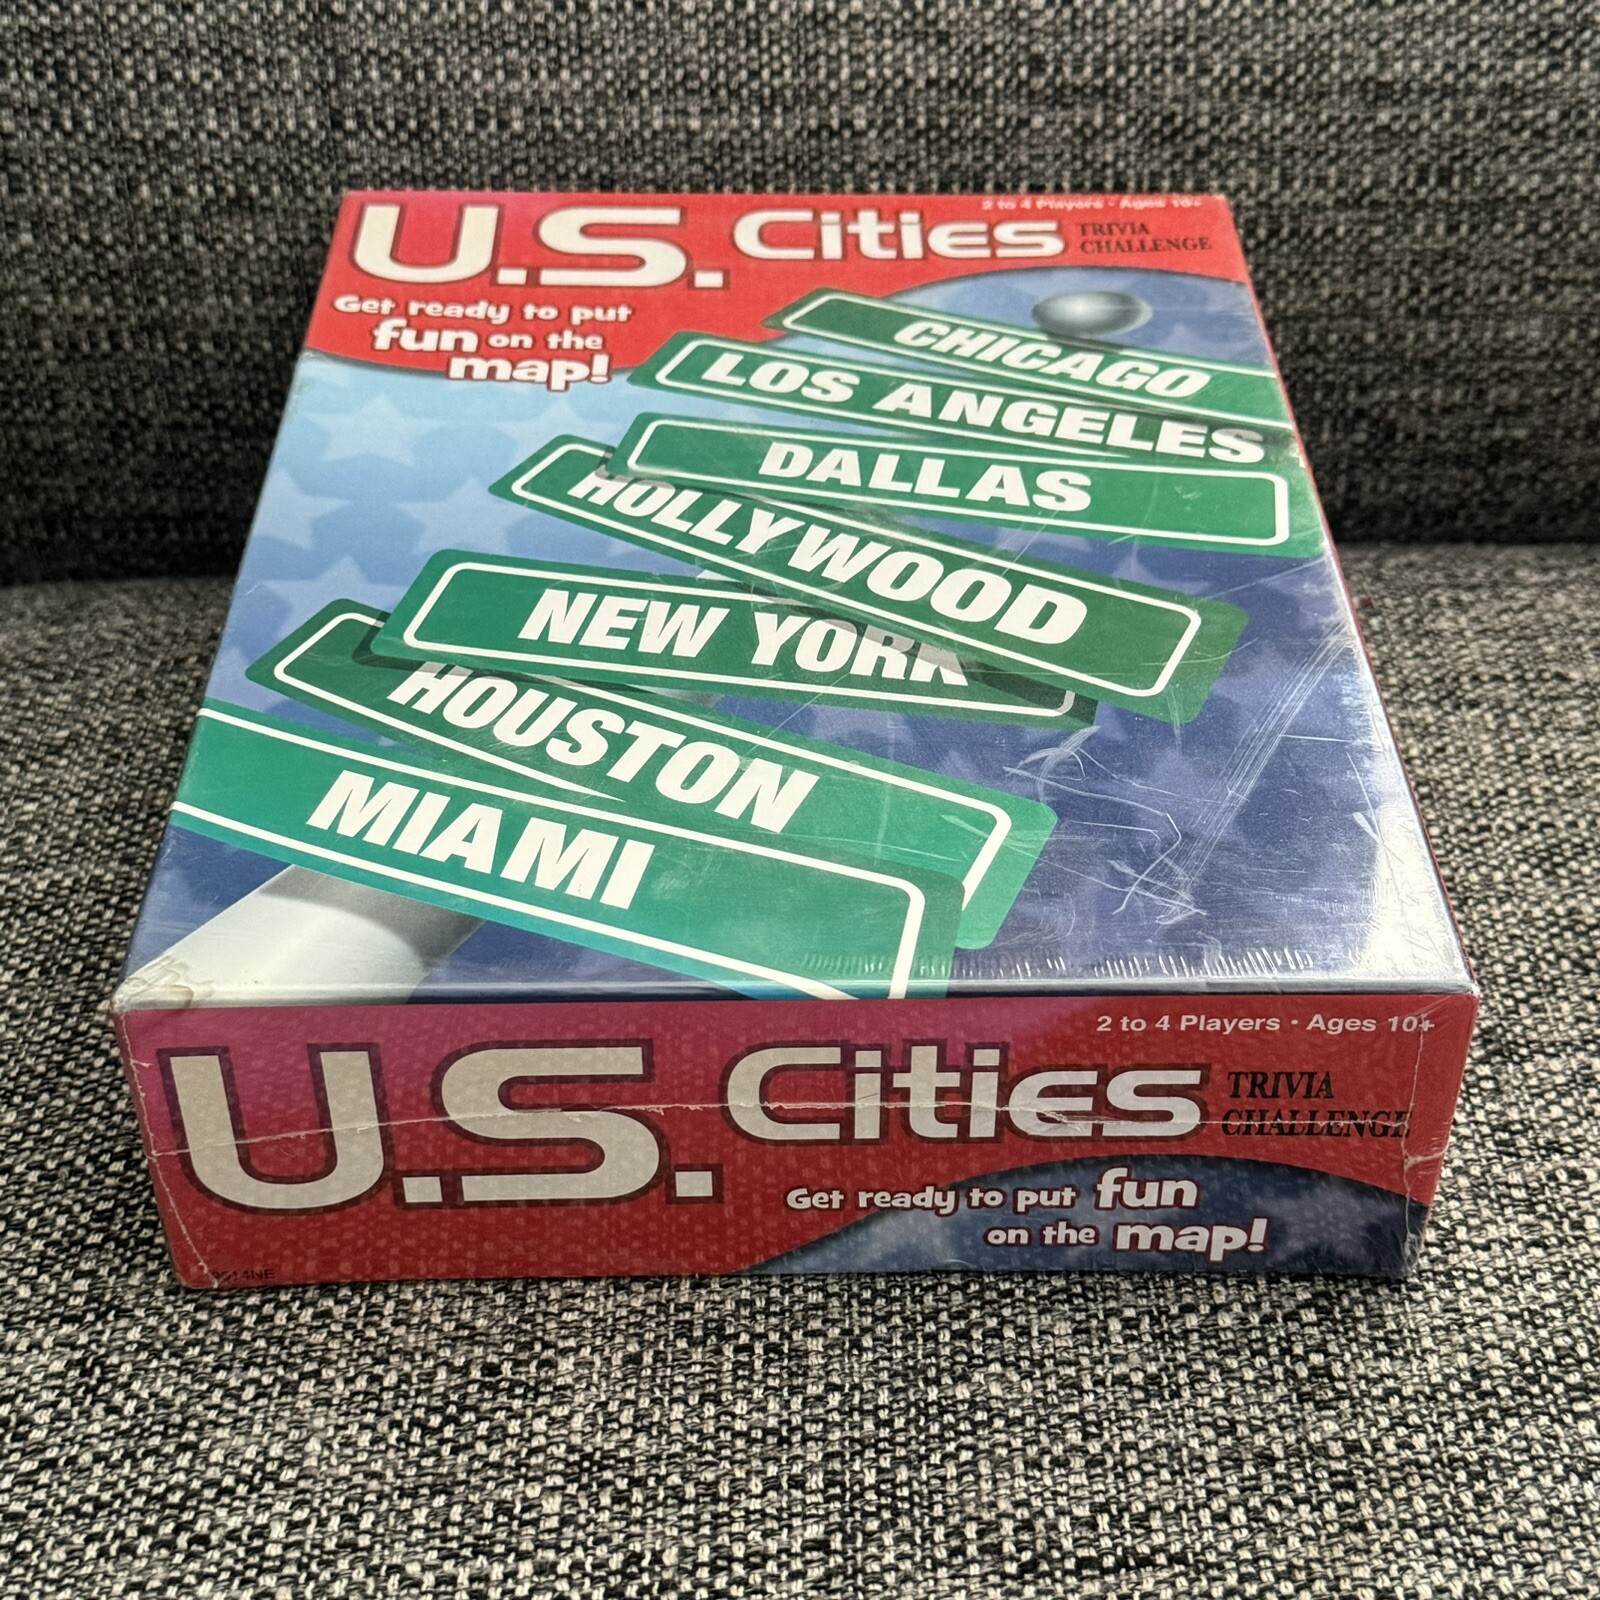 2 to 4 Players • Ages 10+
U.S. Cities TRIVIA
CHALLENGE
Get ready to put
fun on the
map!
CHICAGO
LOS ANGELES
DALLAS
HOLLYWOOD
NEW YORK
HOUSTON
MIAMI
2 to 4 Players • Ages 10+
U.S. Cities TRIVIA
CHALLENGE
Get ready to put fun
on the map!